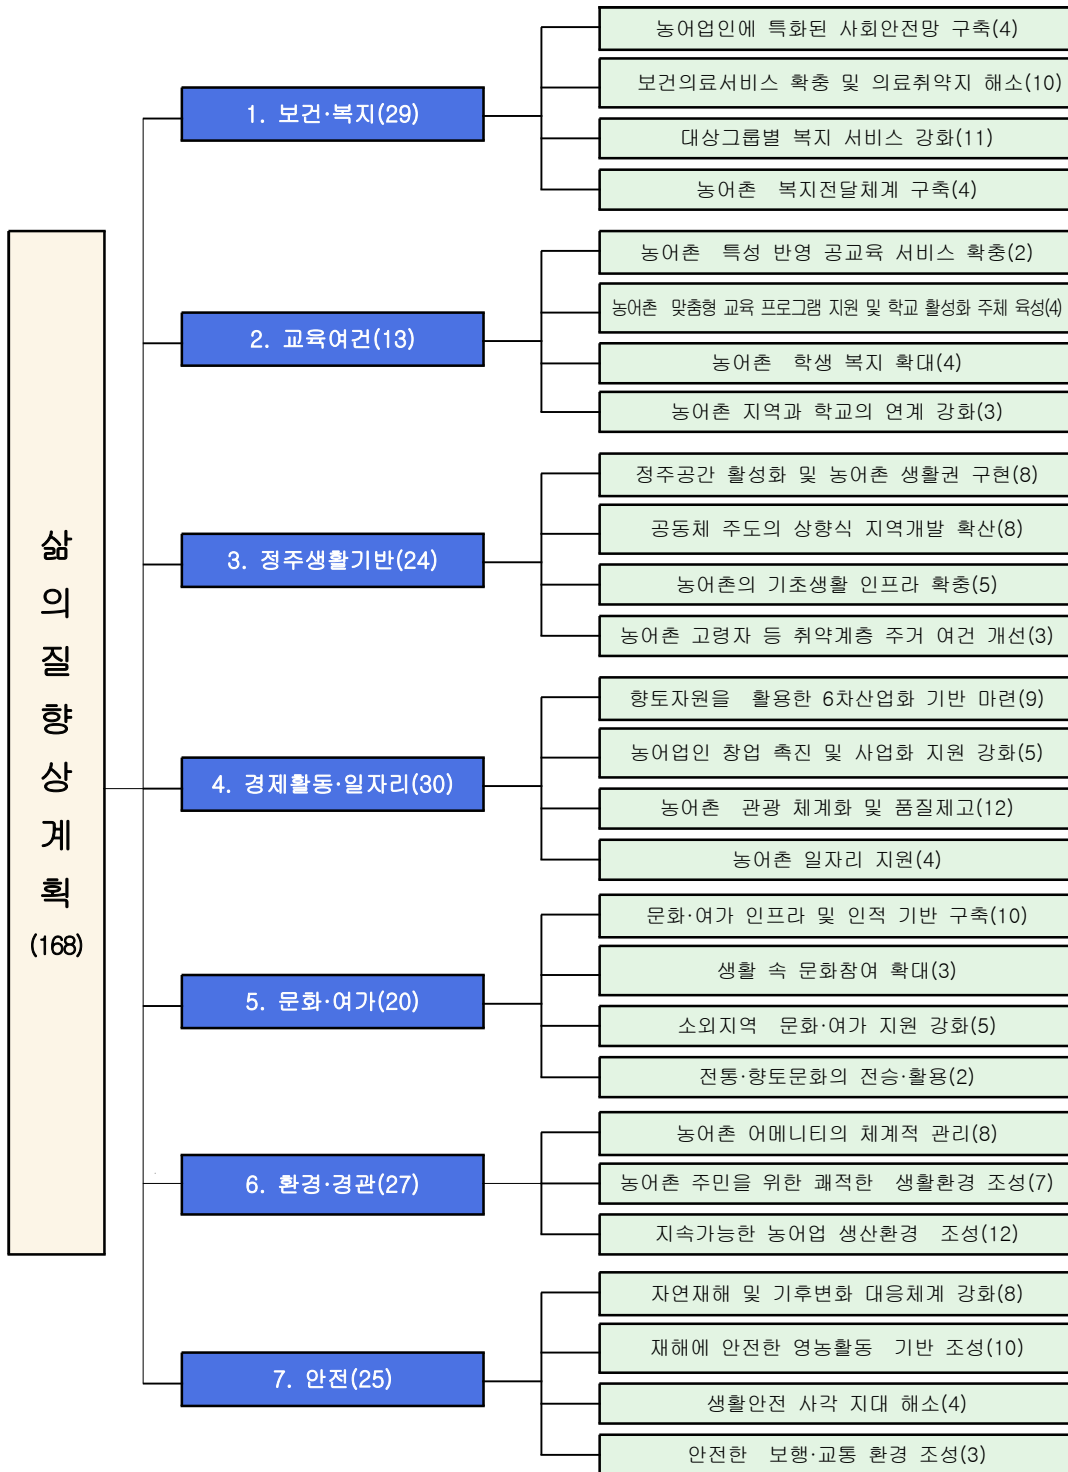 삶의질향상계획
(168)
1. 보건·복지(29)
농어업인에 특화된 사회안전망 구축(4)
보건의료서비스 확충 및 의료취약지 해소(10)
대상그룹별 복지 서비스 강화(11)
농어촌 복지전달체계 구축(4)
2. 교육여건(13)
농어촌 특성 반영 공교육 서비스 확충(2)
농어촌 맞춤형 교육 프로그램 지원 및 학교 활성화 주체 육성(4)
농어촌 학생 복지 확대(4)
농어촌 지역과 학교의 연계 강화(3)
3. 정주생활기반(24)
정주공간 활성화 및 농어촌 생활권 구현(8)
공동체 주도의 상향식 지역개발 확산(8)
농어촌의 기초생활 인프라 확충(5)
농어촌 고령자 등 취약계층 주거 여건 개선(3)
4. 경제활동·일자리(30)
향토자원을 활용한 6차산업화 기반 마련(9)
농어업인 창업 촉진 및 사업화 지원 강화(5)
농어촌 관광 체계화 및 품질제고(12)
농어촌 일자리 지원(4)
5. 문화·여가(20)
문화·여가 인프라 및 인적 기반 구축(10)
생활 속 문화참여 확대(3)
소외지역 문화·여가 지원 강화(5)
전통·향토문화의 전승·활용(2)
6. 환경·경관(27)
농어촌 어메니티의 체계적 관리(8)
농어촌 주민을 위한 쾌적한 생활환경 조성(7)
지속가능한 농어업 생산환경 조성(12)
7. 안전(25)
자연재해 및 기후변화 대응체계 강화(8)
재해에 안전한 영농활동 기반 조성(10)
생활안전 사각 지대 해소(4)
안전한 보행·교통 환경 조성(3)